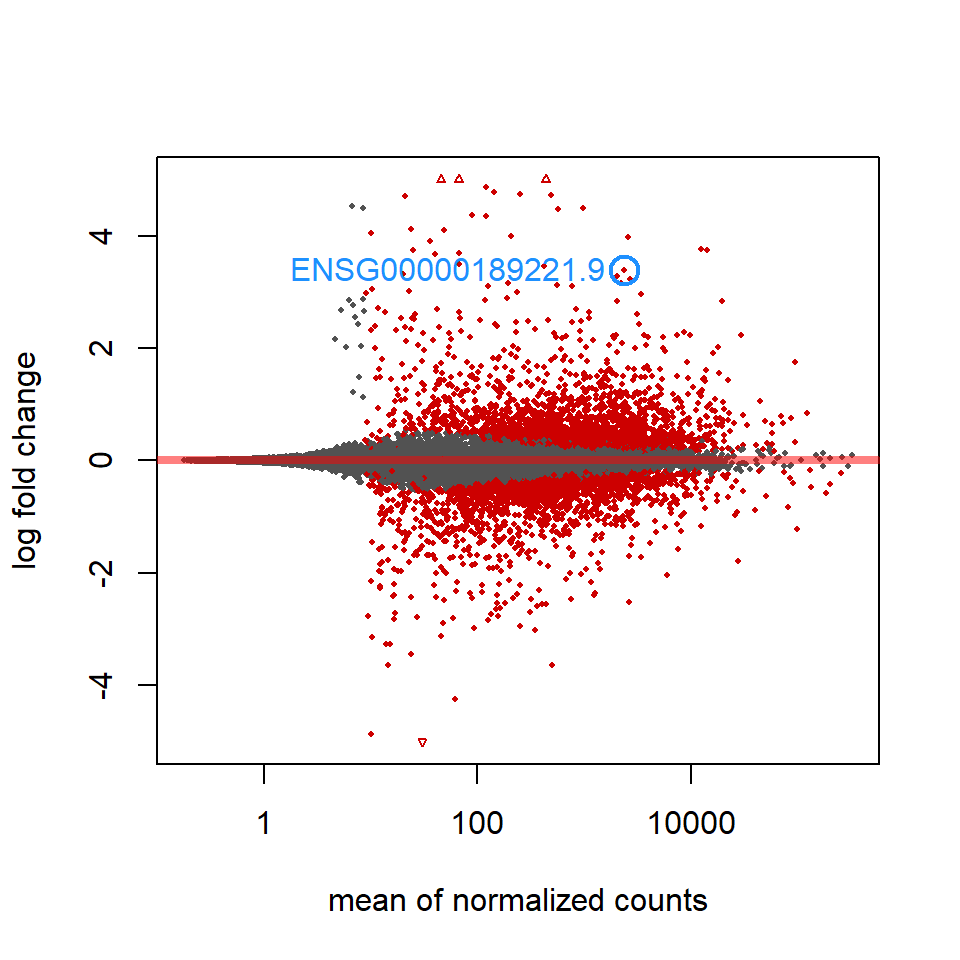 log fold change
4
2
0
-2
-4
ENSG00000189221.9
1
100
10000
mean of normalized counts